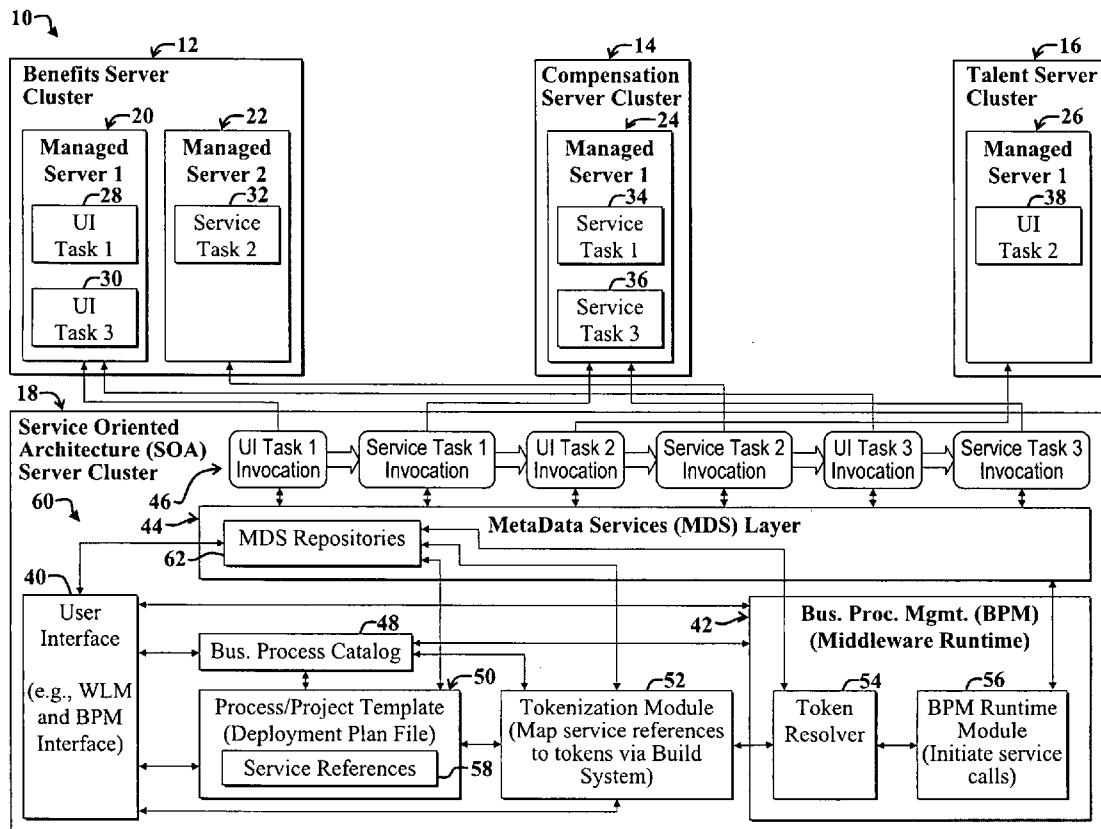 10
12
14
16
Benefits Server
Cluster
Compensation
Server Cluster
Talent Server
Cluster
20
22
24
26
Managed
Server 1
Managed
Server 2
Managed
Server 1
Managed
Server 1
28
32
34
38
UI
Task 1
Service
Task 2
Service
Task 1
UI
Task 2
30
36
UI
Task 3
Service
Task 3
18
Service Oriented
Architecture (SOA)
Server Cluster
UI Task 1
Invocation
Service Task 1
Invocation
UI Task 2
Invocation
Service Task 2
Invocation
UI Task 3
Invocation
Service Task 3
Invocation
46
60
44
MetaData Services (MDS) Layer
MDS Repositories
62
40
User
Interface
(e.g., WLM
and BPM
Interface)
48
Bus. Process Catalog
42
Bus. Proc. Mgmt. (BPM)
(Middleware Runtime)
50
Process/Project Template
(Deployment Plan File)
Service References
58
52
Tokenization Module
(Map service references
to tokens via Build
System)
54
Token
Resolver
56
BPM Runtime
Module
(Initiate service
calls)